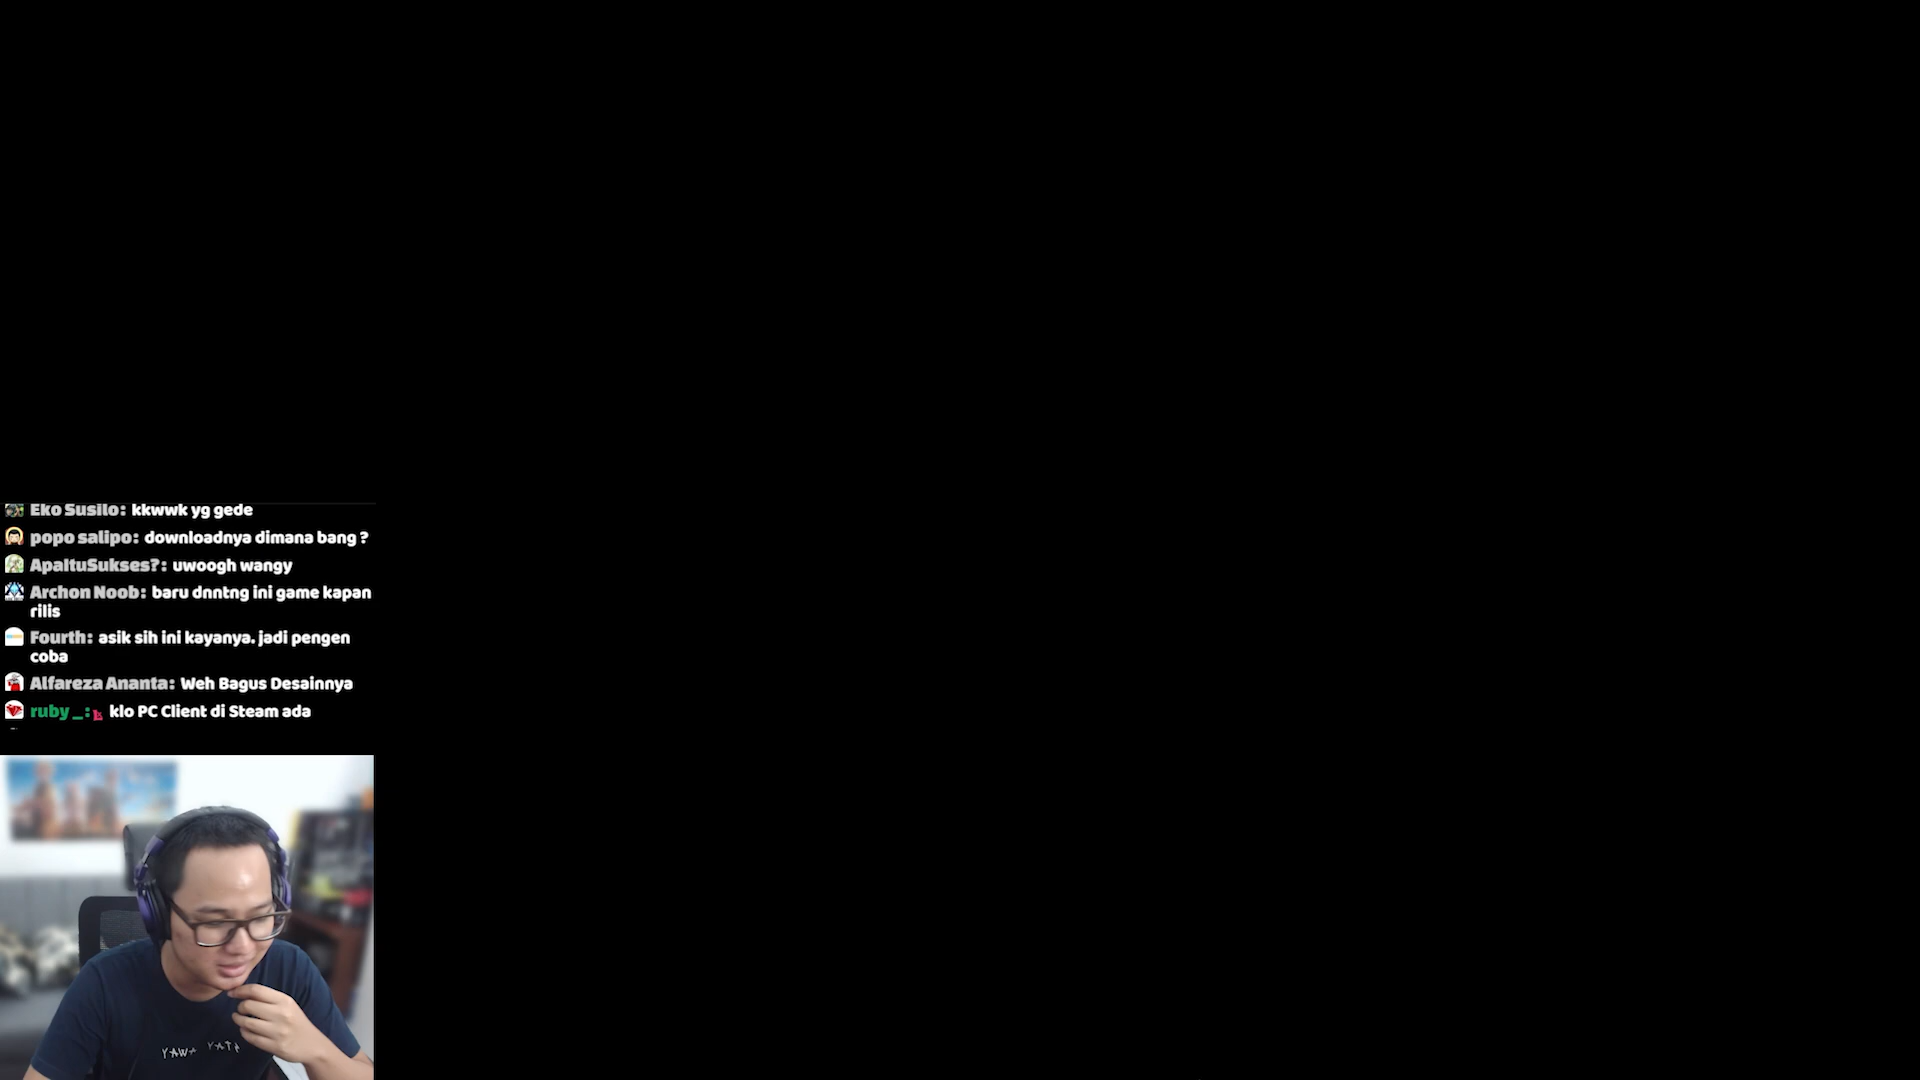 Eko Susilo: kkwwk yg gede
popo salipo: downloadnya dimana bang ?
ApaItuSukses?: uwoogh wangy
Archon Noob: baru dnntng ini game kapan
rilis
Fourth: asik sih ini kayanya. jadi pengen
coba
Alfareza Ananta: Weh Bagus Desainnya
ruby _: klo PC Client di Steam ada